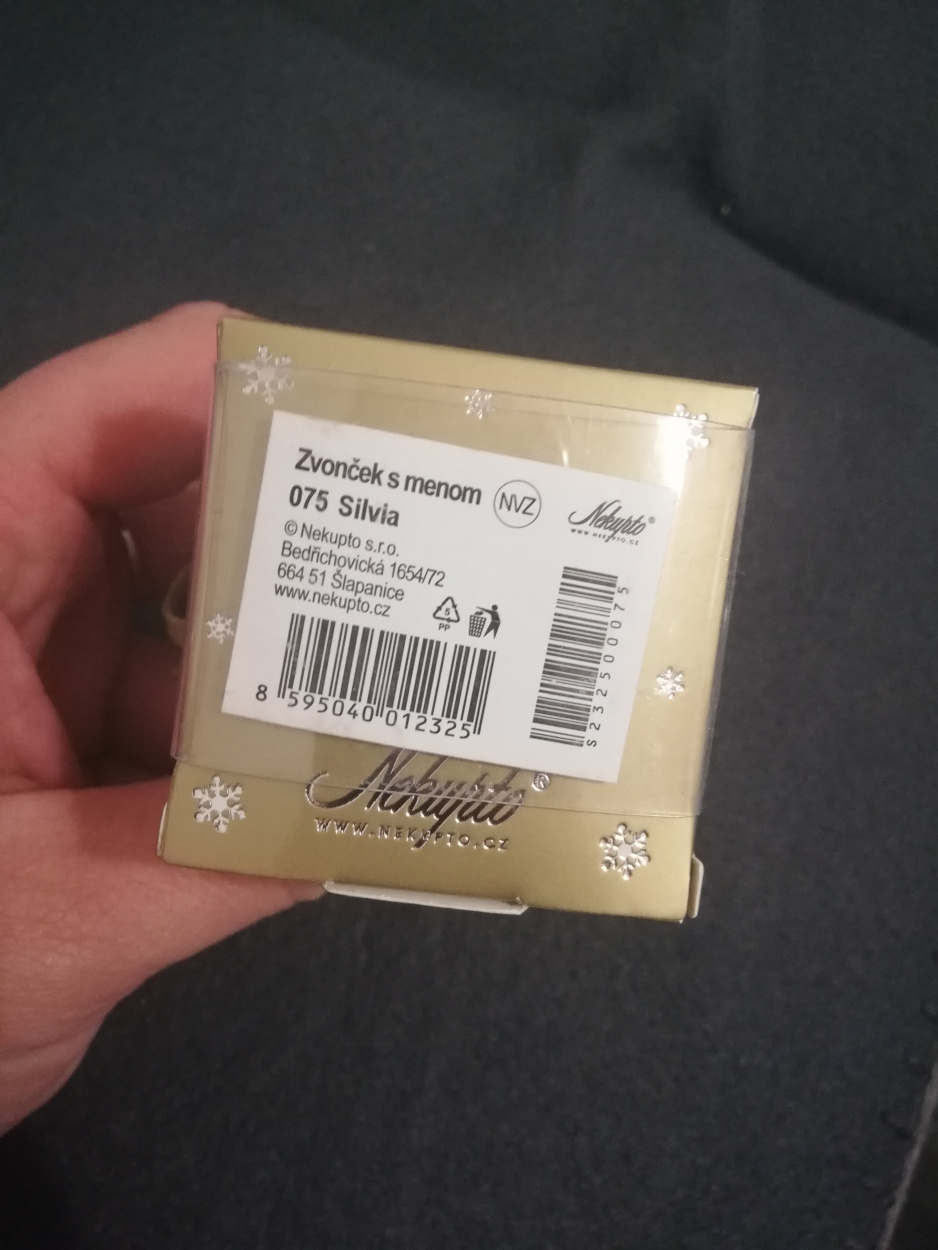 Zvonček s menom
075 Silvia
NVZ
Nekupto®
WWW.NEKUPTO.CZ
© Nekupto s.r.o.
Bedřichovická 1654/72
664 51 Šlapanice
www.nekupto.cz
5
PP
8 595040 012325
S232500075
Nekupto®
WWW.NEKUPTO.CZ